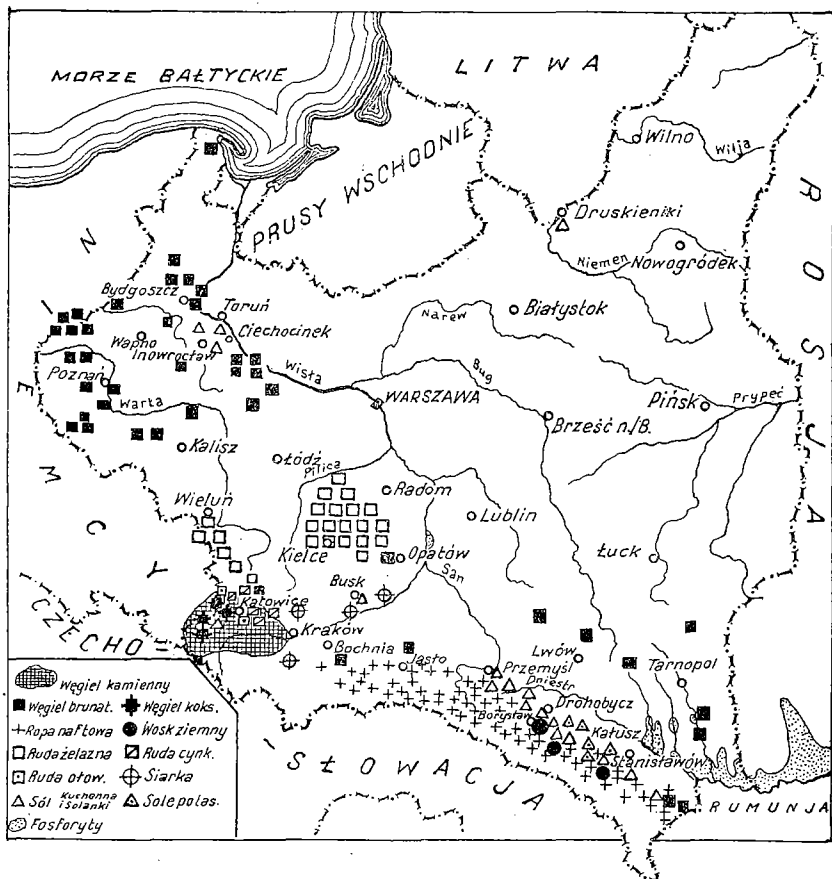 MORZE BAŁTYCKIE
LITWA
Wilno
Wilja
PRUSY WSCHODNIE
ROSJA
Druskieniki
Niemen
Nowogródek
NIEMCY
Bydgoszcz
Toruń
Ciechocinek
Wapno
Inowrocław
Białystok
Narew
Wisła
Bug
Poznań
Warta
WARSZAWA
Pińsk
Prypeć
Brześć n./B.
Kalisz
Łódź
Pilica
Radom
Wieluń
Lublin
Kielce
Opatów
Łuck
Busk
San
Katowice
CZECHO=
Kraków
Bochnia
Jasło
Lwów
Przemyśl
Dniestr
Tarnopol
Drohobycz
Borysław
Kałusz
Stanisławów
=SŁOWACJA
RUMUNJA
Węgiel kamienny
Węgiel brunat. Węgiel koks.
Ropa naftowa Wosk ziemny
Ruda żelazna Ruda cynk.
Ruda ołow. Siarka
Sól Kuchenna i Solanki Sole potas.
Fosforyty